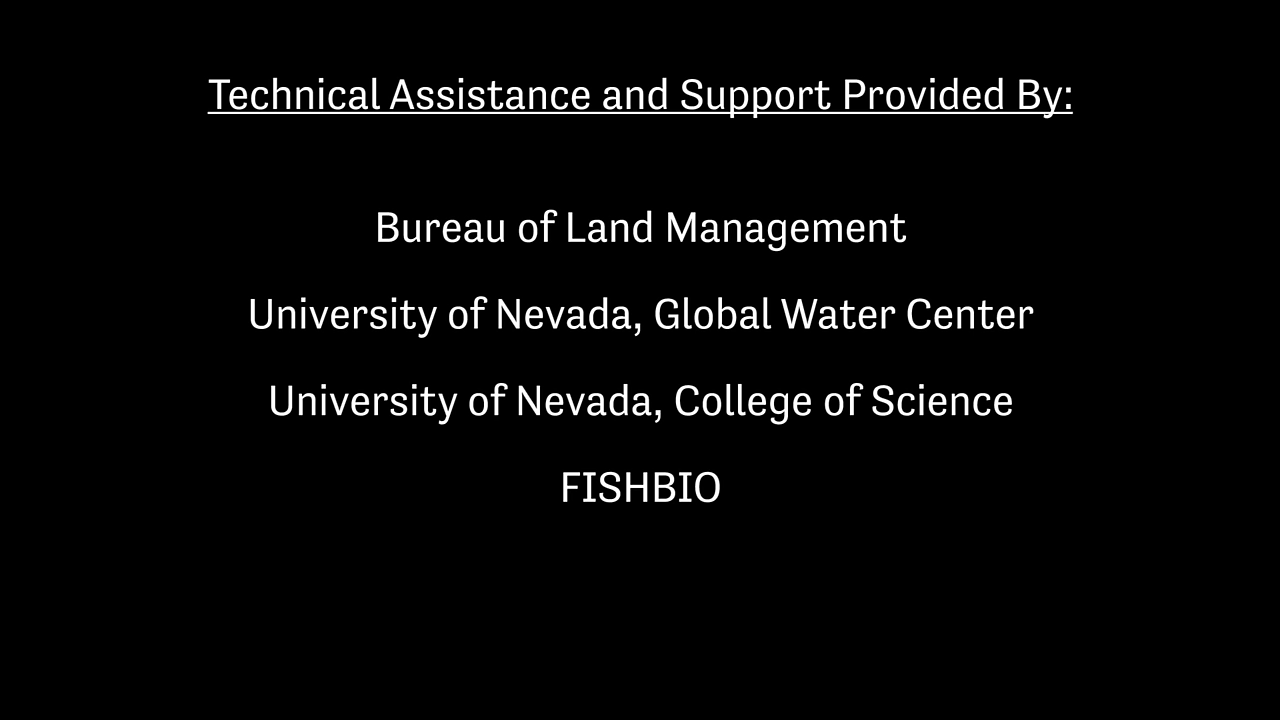 Technical Assistance and Support Provided By:
Bureau of Land Management
University of Nevada, Global Water Center
University of Nevada, College of Science
FISHBIO